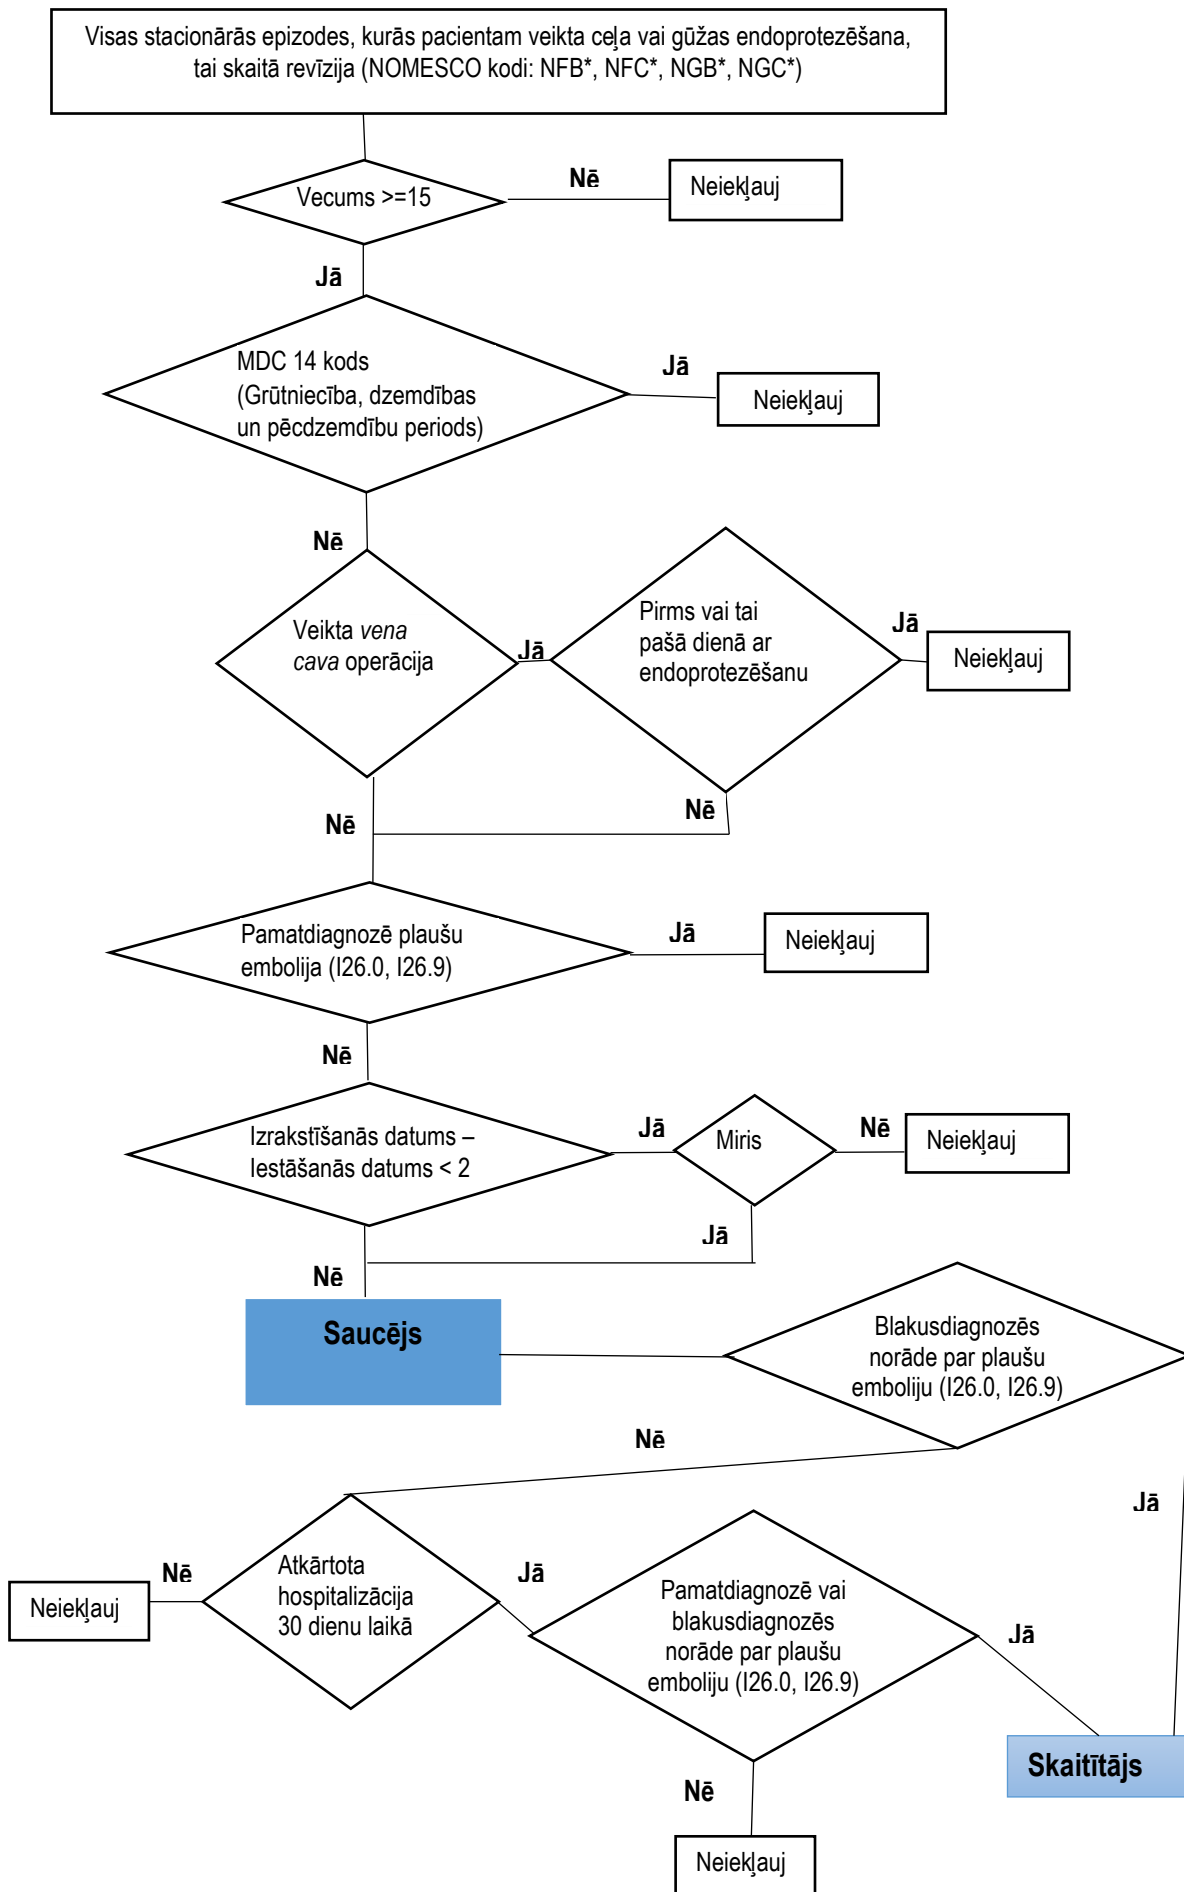 Visas stacionārās epizodes, kurās pacientam veikta ceļa vai gūžas endoprotezēšana,
tai skaitā revīzija (NOMESCO kodi: NFB*, NFC*, NGB*, NGC*)
Vecums >=15
Nē
Neiekļauj
Jā
MDC 14 kods
(Grūtniecība, dzemdības
un pēcdzemdību periods)
Jā
Neiekļauj
Nē
Veikta vena
cava operācija
Jā
Pirms vai tai
pašā dienā ar
endoprotezēšanu
Jā
Neiekļauj
Nē
Nē
Pamatdiagnozē plaušu
embolija (I26.0, I26.9)
Jā
Neiekļauj
Nē
Izrakstīšanās datums –
Iestāšanās datums < 2
Jā
Miris
Nē
Neiekļauj
Jā
Nē
Saucējs
Blakusdiagnozēs
norāde par plaušu
emboliju (I26.0, I26.9)
Nē
Jā
Atkārtota
hospitalizācija
30 dienu laikā
Nē
Neiekļauj
Jā
Pamatdiagnozē vai
blakusdiagnozēs
norāde par plaušu
emboliju (I26.0, I26.9)
Jā
Skaitītājs
Nē
Neiekļauj